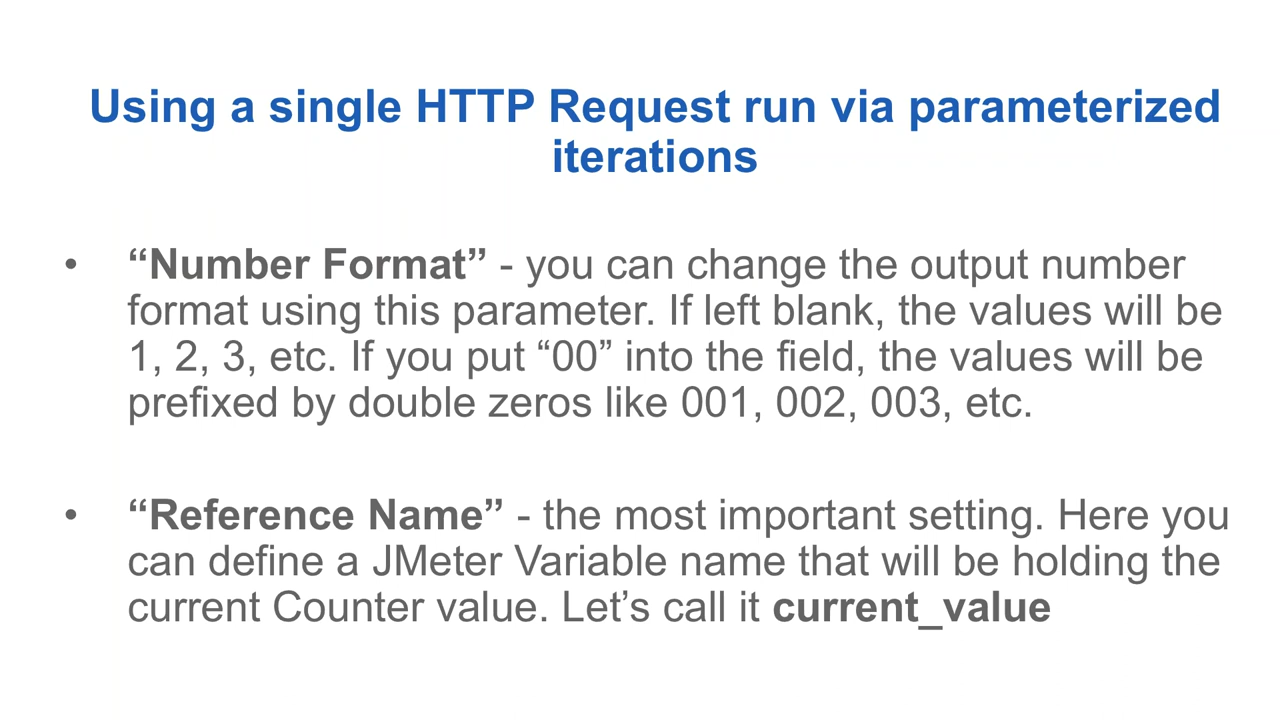 Using a single HTTP Request run via parameterized
iterations
• “Number Format” - you can change the output number
format using this parameter. If left blank, the values will be
1, 2, 3, etc. If you put “00” into the field, the values will be
prefixed by double zeros like 001, 002, 003, etc.
• “Reference Name” - the most important setting. Here you
can define a JMeter Variable name that will be holding the
current Counter value. Let’s call it current_value